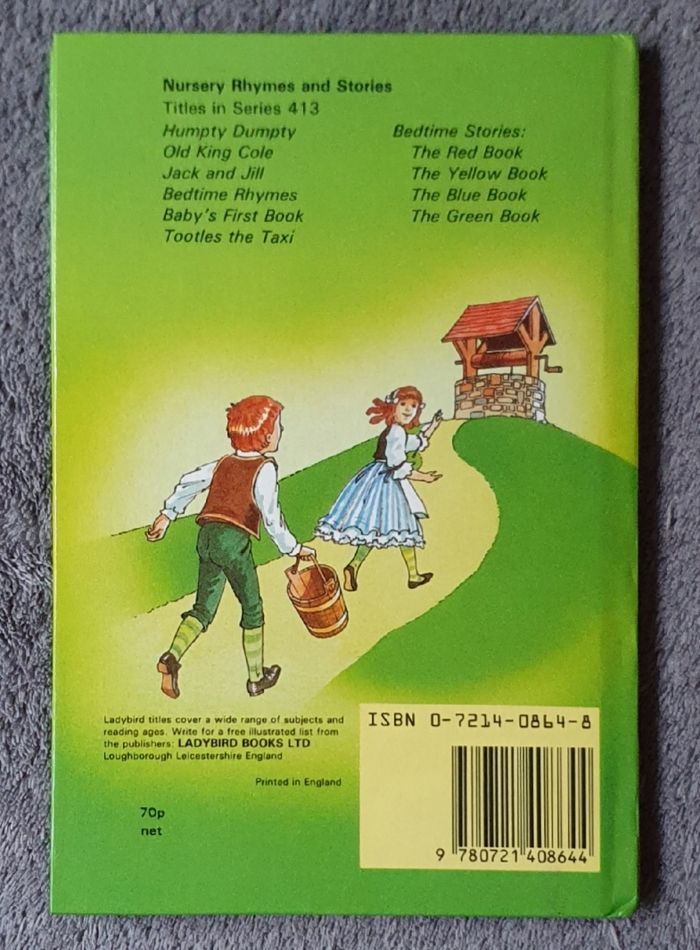 Nursery Rhymes and Stories
Titles in Series 413
Humpty Dumpty
Old King Cole
Jack and Jill
Bedtime Rhymes
Baby's First Book
Tootles the Taxi
Bedtime Stories:
The Red Book
The Yellow Book
The Blue Book
The Green Book
Ladybird titles cover a wide range of subjects and
reading ages. Write for a free illustrated list from
the publishers: LADYBIRD BOOKS LTD
Loughborough Leicestershire England
Printed in England
70p
net
ISBN 0-7214-0864-8
9 780721 408644